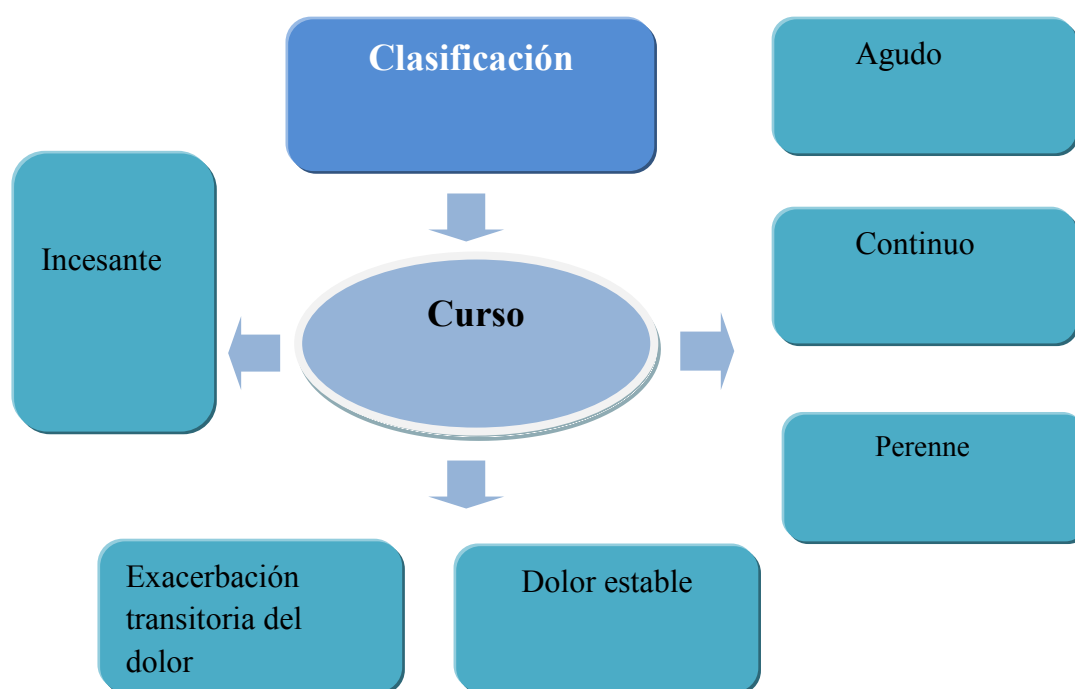 Clasificación
Agudo
Incesante
Continuo
Curso
Perenne
Exacerbación
transitoria del
dolor
Dolor estable